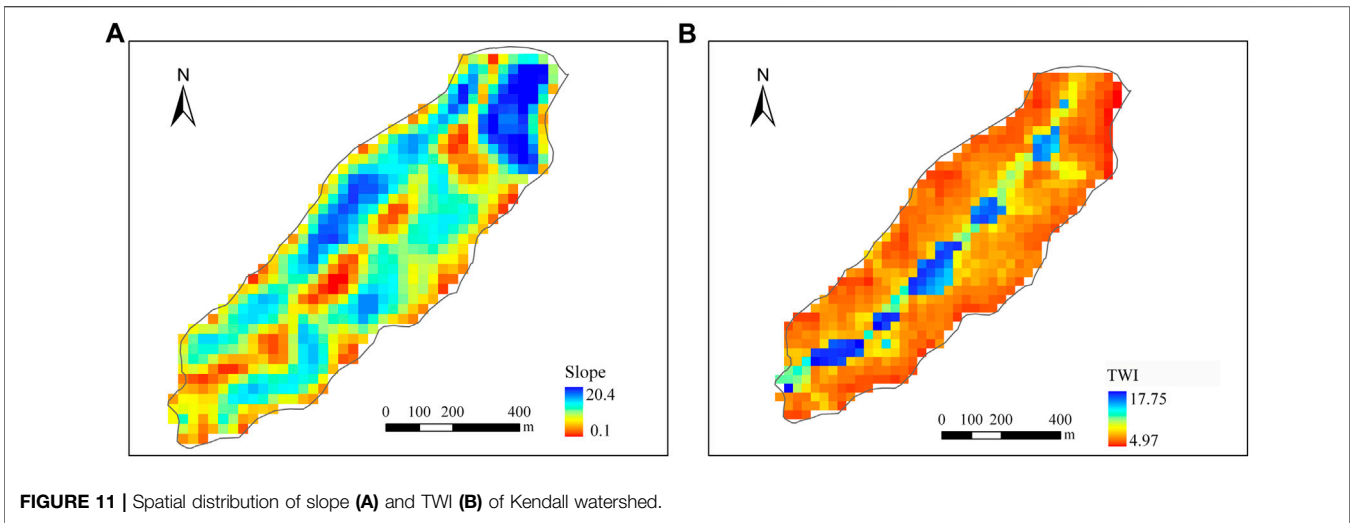 A
N
Slope
20.4
0.1
0 100 200 400
m
B
N
TWI
17.75
4.97
0 100 200 400
m
FIGURE 11 | Spatial distribution of slope (A) and TWI (B) of Kendall watershed.